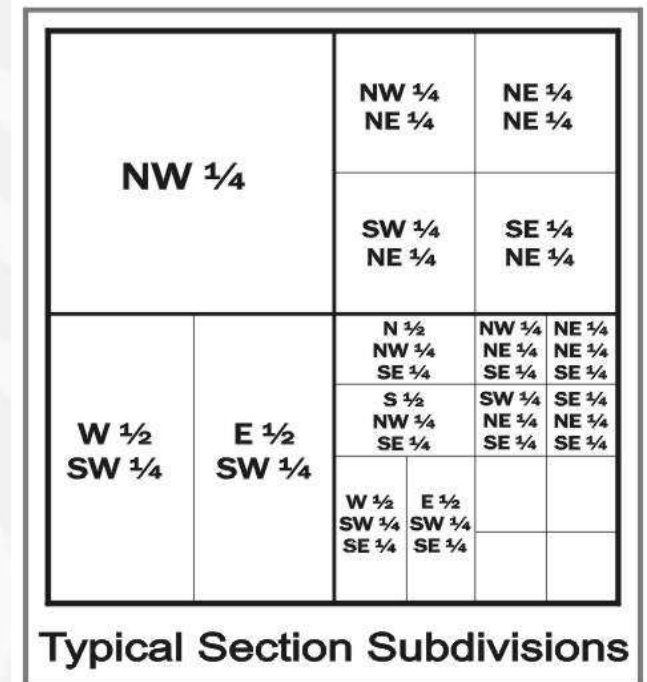 NW ¼
NW ¼
NE ¼
NE ¼
NE ¼
SW ¼
NE ¼
SE ¼
NE ¼
W ½
SW ¼
E ½
SW ¼
N ½
NW ¼
SE ¼
S ½
NW ¼
SE ¼
NW ¼
NE ¼
SE ¼
NE ¼
NE ¼
SE ¼
SW ¼
NE ¼
SE ¼
SE ¼
NE ¼
SE ¼
W ½
SW ¼
SE ¼
E ½
SW ¼
SE ¼
Typical Section Subdivisions